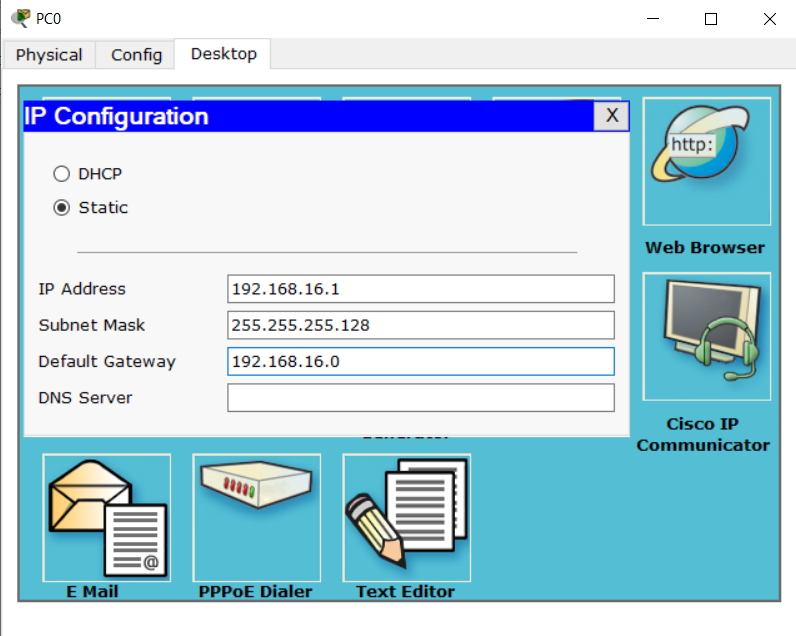 PC0
Physical Config Desktop
IP Configuration X
DHCP
Static
IP Address 192.168.16.1
Subnet Mask 255.255.255.128
Default Gateway 192.168.16.0
DNS Server
http:
Web Browser
Cisco IP
Communicator
@
E Mail
PPPoE Dialer
Text Editor